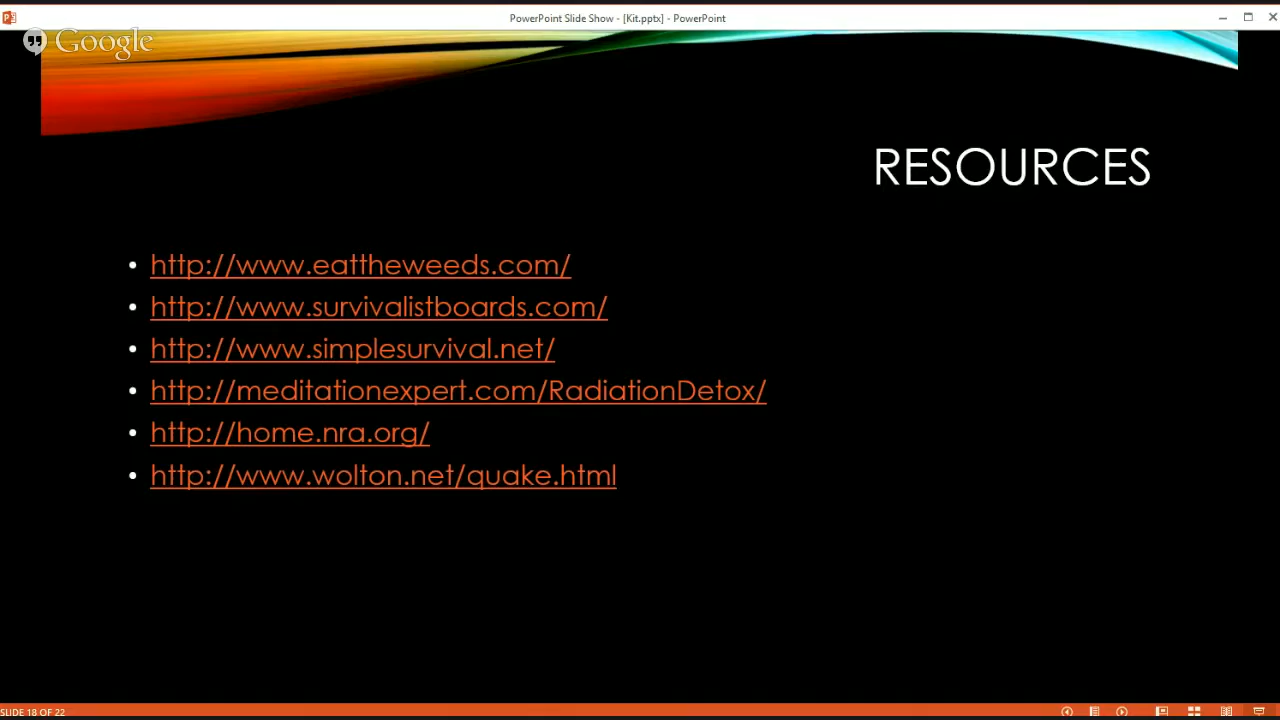 PowerPoint Slide Show - [Kit.pptx] - PowerPoint
Google
RESOURCES
• http://www.eattheweeds.com/
• http://www.survivalistboards.com/
• http://www.simplesurvival.net/
• http://meditationexpert.com/RadiationDetox/
• http://home.nra.org/
• http://www.wolton.net/quake.html
SLIDE 18 OF 22